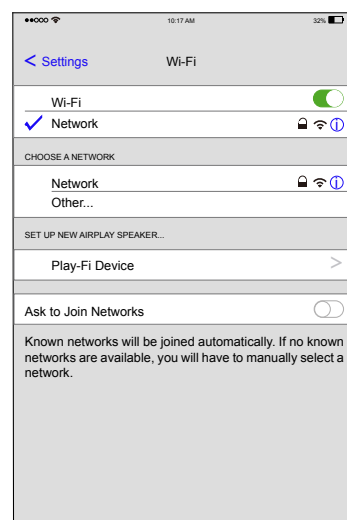 10:17 AM 32%
< Settings Wi-Fi
Wi-Fi
Network
CHOOSE A NETWORK
Network
Other...
SET UP NEW AIRPLAY SPEAKER...
Play-Fi Device >
Ask to Join Networks
Known networks will be joined automatically. If no known
networks are available, you will have to manually select a
network.